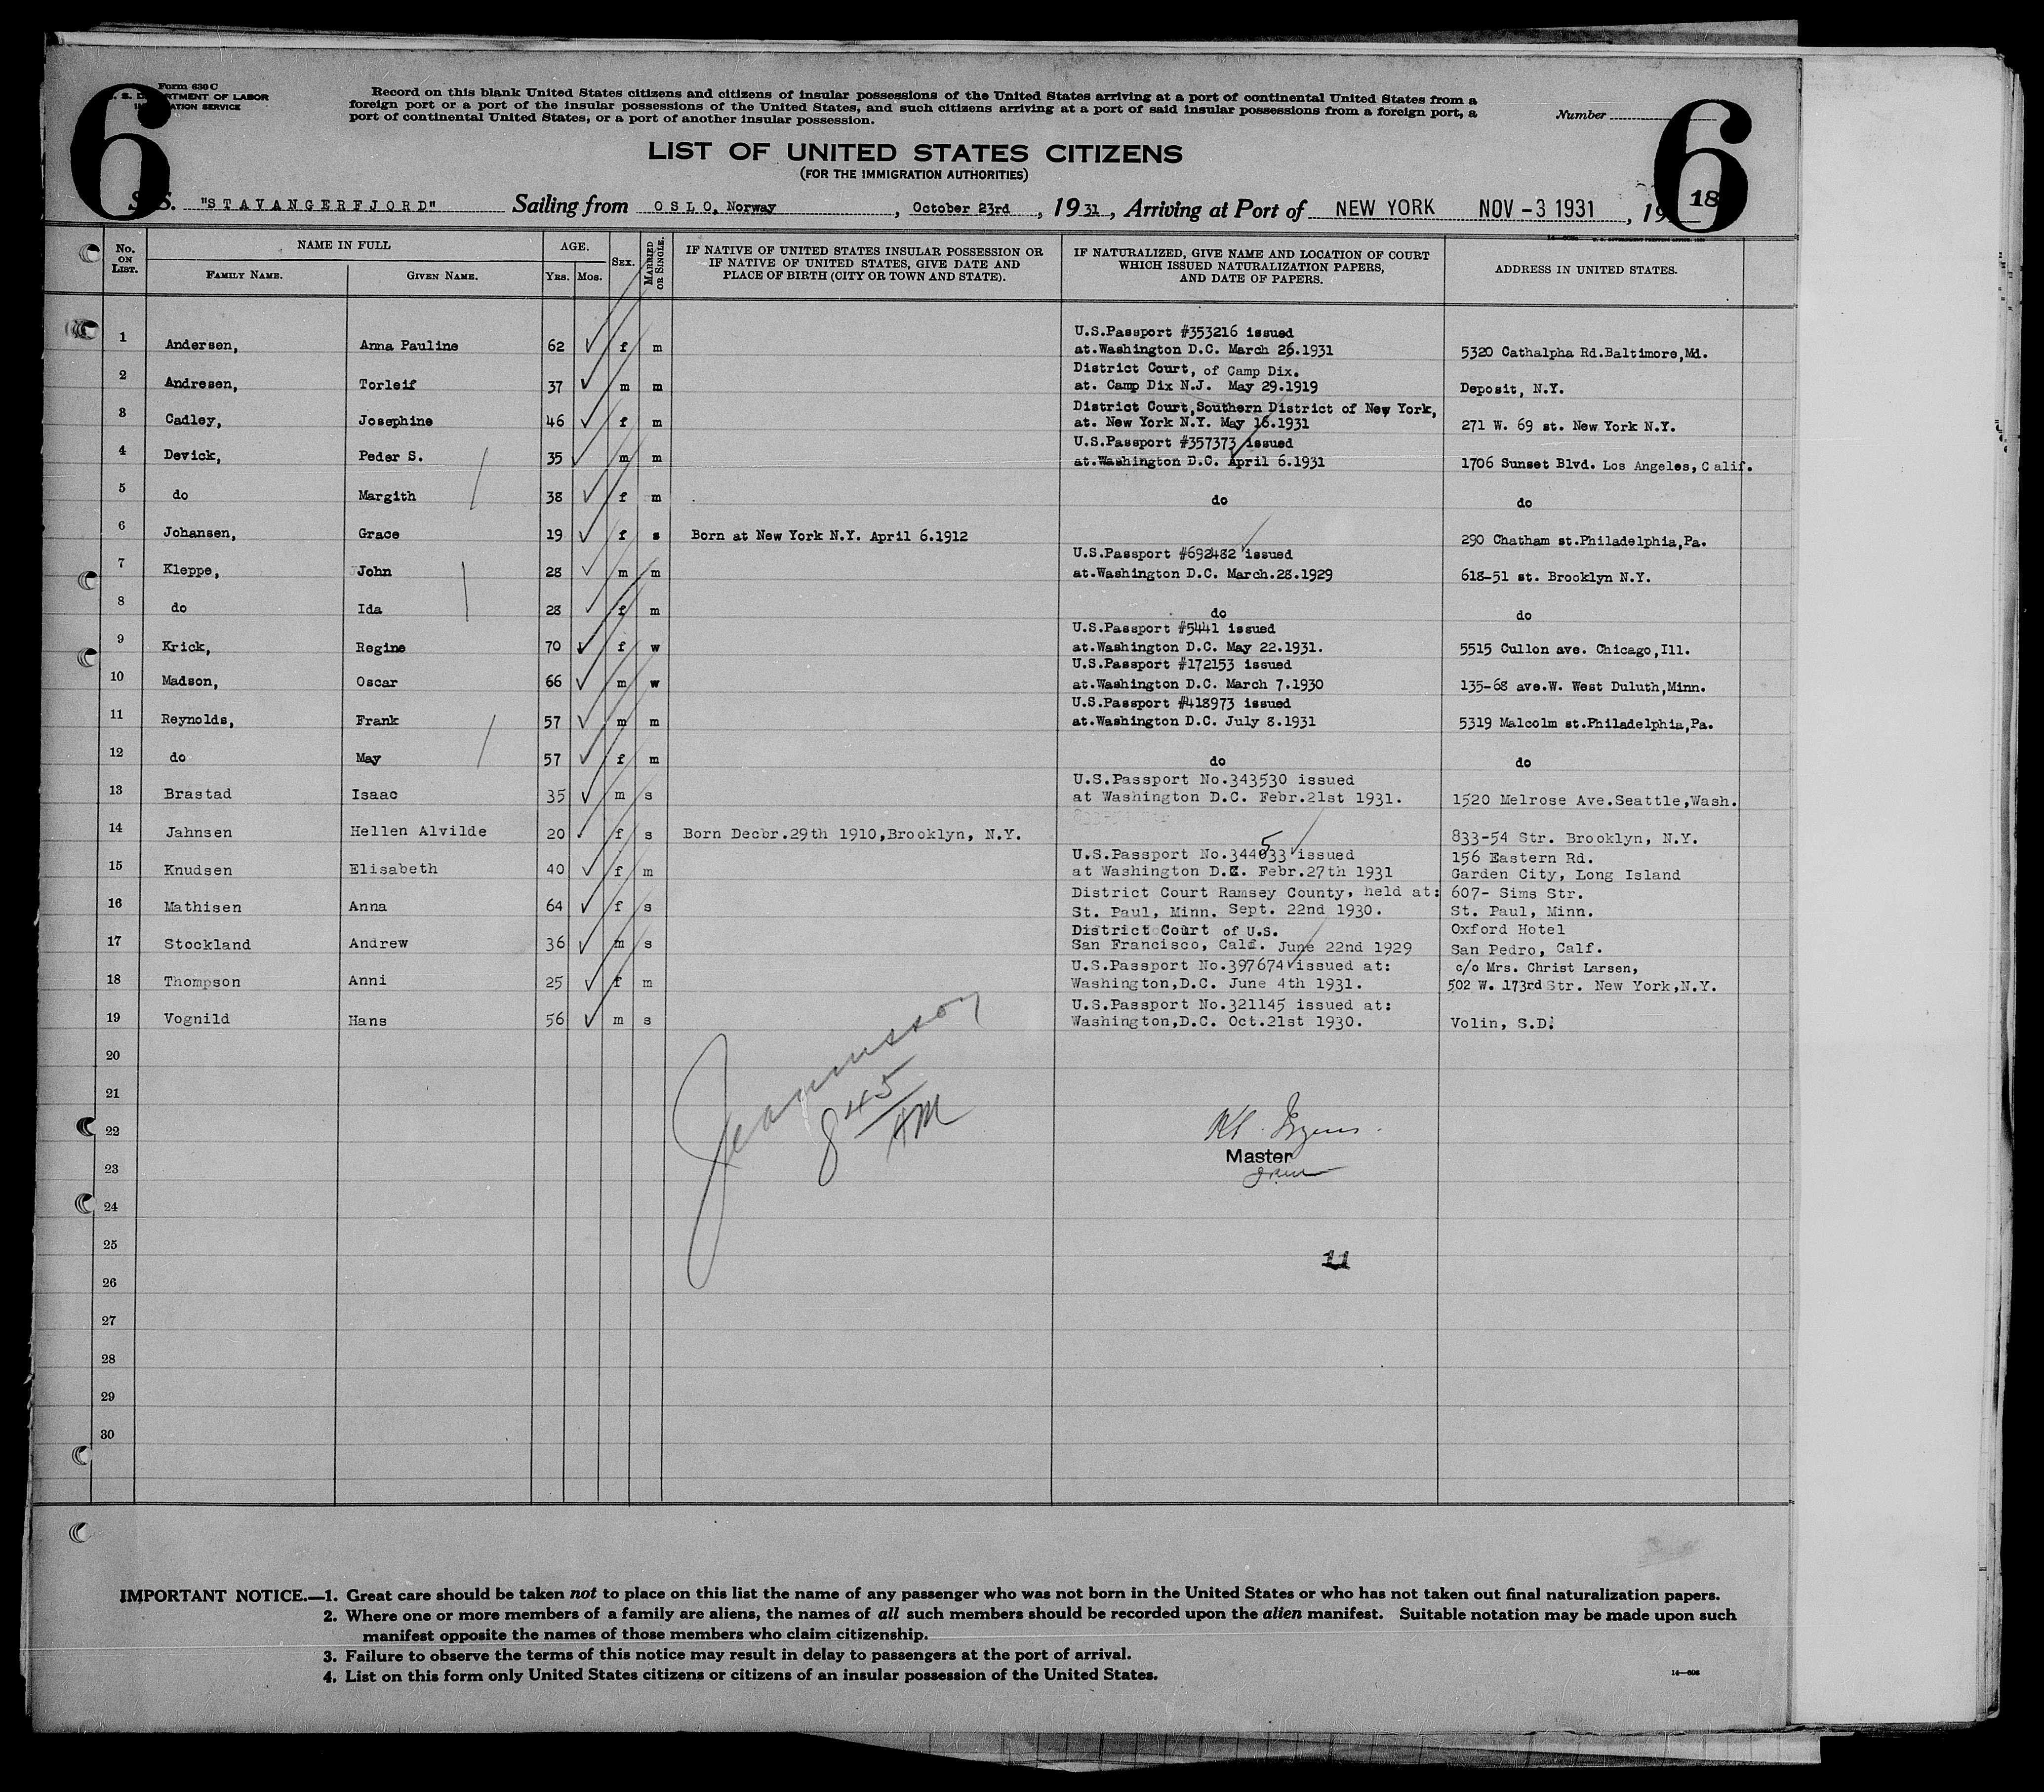 6
6
Form 630 C
U. S. DEPARTMENT OF LABOR
IMMIGRATION SERVICE
Record on this blank United States citizens and citizens of insular possessions of the United States arriving at a port of continental United States from a
foreign port or a port of the insular possessions of the United States, and such citizens arriving at a port of said insular possessions from a foreign port, a
port of continental United States, or a port of another insular possession.
Number
LIST OF UNITED STATES CITIZENS
(FOR THE IMMIGRATION AUTHORITIES)
S. S. "STAVANGERFJORD" Sailing from OSLO, Norway, October 23rd, 1931, Arriving at Port of NEW YORK NOV -3 1931, 19
18
No. ON LIST. NAME IN FULL AGE. SEX. MARRIED OR SINGLE. IF NATIVE OF UNITED STATES INSULAR POSSESSION OR IF NATIVE OF UNITED STATES, GIVE DATE AND PLACE OF BIRTH (CITY OR TOWN AND STATE). IF NATURALIZED, GIVE NAME AND LOCATION OF COURT WHICH ISSUED NATURALIZATION PAPERS, AND DATE OF PAPERS. ADDRESS IN UNITED STATES.
FAMILY NAME. GIVEN NAME. YRS. MOS.
U.S.Passport #353216 issued
1 Andersen, Anna Pauline 62 f m at.Washington D.C. March 26.1931 5320 Cathalpha Rd.Baltimore,Md.
District Court, of Camp Dix.
2 Andresen, Torleif 37 m m at. Camp Dix N.J. May 29.1919 Deposit, N.Y.
District Court,Southern District of New York,
3 Cadley, Josephine 46 f m at. New York N.Y. May 16.1931 271 W. 69 st. New York N.Y.
U.S.Passport #357373 issued
4 Devick, Peder S. 35 m m at.Washington D.C. April 6.1931 1706 Sunset Blvd. Los Angeles, Calif.
5 do Margith 38 f m do do
6 Johansen, Grace 19 f s Born at New York N.Y. April 6.1912 290 Chatham st.Philadelphia,Pa.
U.S.Passport #692482 issued
7 Kleppe, John 28 m m at.Washington D.C. March.28.1929 618-51 st. Brooklyn N.Y.
8 do Ida 28 f m do do
U.S.Passport #5441 issued
9 Krick, Regine 70 f w at.Washington D.C. May 22.1931. 5515 Cullon ave. Chicago,Ill.
U.S.Passport #172153 issued
10 Madson, Oscar 66 m w at.Washington D.C. March 7.1930 135-68 ave.W. West Duluth,Minn.
U.S.Passport #418973 issued
11 Reynolds, Frank 57 m m at.Washington D.C. July 8.1931 5319 Malcolm st.Philadelphia,Pa.
12 do May 57 f m do do
U.S.Passport No.343530 issued
13 Brastad Isaac 35 m s at Washington D.C. Febr.21st 1931. 1520 Melrose Ave.Seattle,Wash.
14 Jahnsen Hellen Alvilde 20 f s Born Decbr.29th 1910,Brooklyn, N.Y. 833-54 Str. Brooklyn, N.Y.
5
U.S.Passport No.344033 issued 156 Eastern Rd.
15 Knudsen Elisabeth 40 f m at Washington D.C. Febr.27th 1931 Garden City, Long Island
District Court Ramsey County, held at: 607- Sims Str.
16 Mathisen Anna 64 f s St. Paul, Minn. Sept. 22nd 1930. St. Paul, Minn.
District Court of U.S. Oxford Hotel
17 Stockland Andrew 36 m s San Francisco, Calf. June 22nd 1929 San Pedro, Calf.
U.S.Passport No.397674 issued at: c/o Mrs. Christ Larsen,
18 Thompson Anni 25 f m Washington,D.C. June 4th 1931. 502 W. 173rd Str. New York,N.Y.
U.S.Passport No.321145 issued at:
19 Vognild Hans 56 m s Washington,D.C. Oct.21st 1930. Volin, S.D.
20
21
22
23
24
25
26
27
28
29
30
8 45 AM
Master
11
IMPORTANT NOTICE.—1. Great care should be taken not to place on this list the name of any passenger who was not born in the United States or who has not taken out final naturalization papers.
2. Where one or more members of a family are aliens, the names of all such members should be recorded upon the alien manifest. Suitable notation may be made upon such
manifest opposite the names of those members who claim citizenship.
3. Failure to observe the terms of this notice may result in delay to passengers at the port of arrival.
4. List on this form only United States citizens or citizens of an insular possession of the United States.